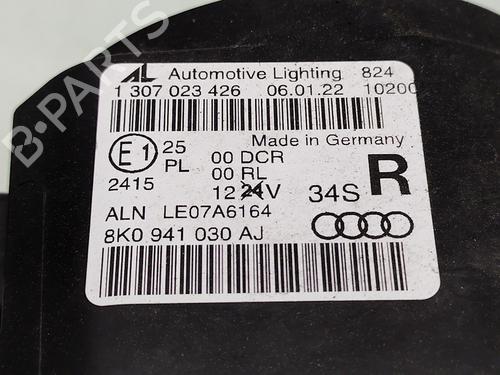 AL Automotive Lighting 824
1 307 023 426 06.01.22 10200
Made in Germany
E1 25 00 DCR
PL 00 RL
2415 12 24V 34S R
ALN LE07A6164
8K0 941 030 AJ
B-PARTS